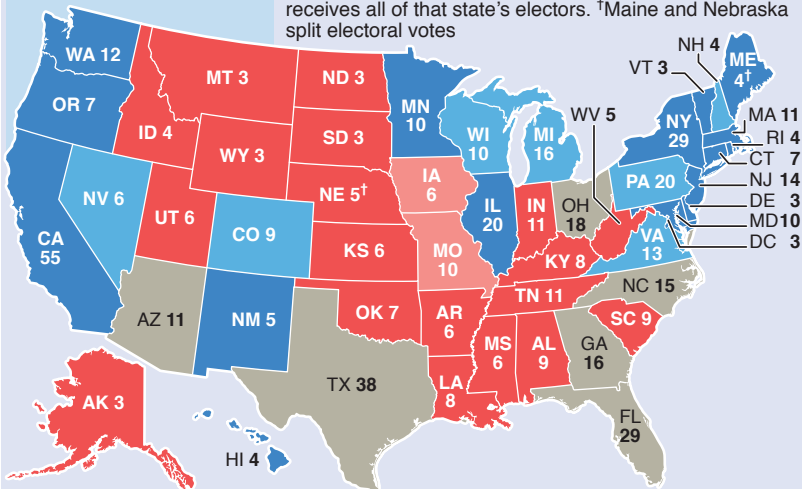 receives all of that state's electors. †Maine and Nebraska
split electoral votes
NH 4
VT 3
ME
4†
WA 12
MT 3
ND 3
MN
10
OR 7
ID 4
SD 3
WI
10
MI
16
WV 5
NY
29
MA 11
RI 4
CT 7
NJ 14
DE 3
MD 10
DC 3
WY 3
NV 6
UT 6
CO 9
NE 5†
IA
6
IL
20
IN
11
OH
18
PA 20
CA
55
KS 6
MO
10
KY 8
VA
13
AZ 11
NM 5
OK 7
AR
6
TN 11
NC 15
SC 9
TX 38
LA
8
MS
6
AL
9
GA
16
FL
29
AK 3
HI 4